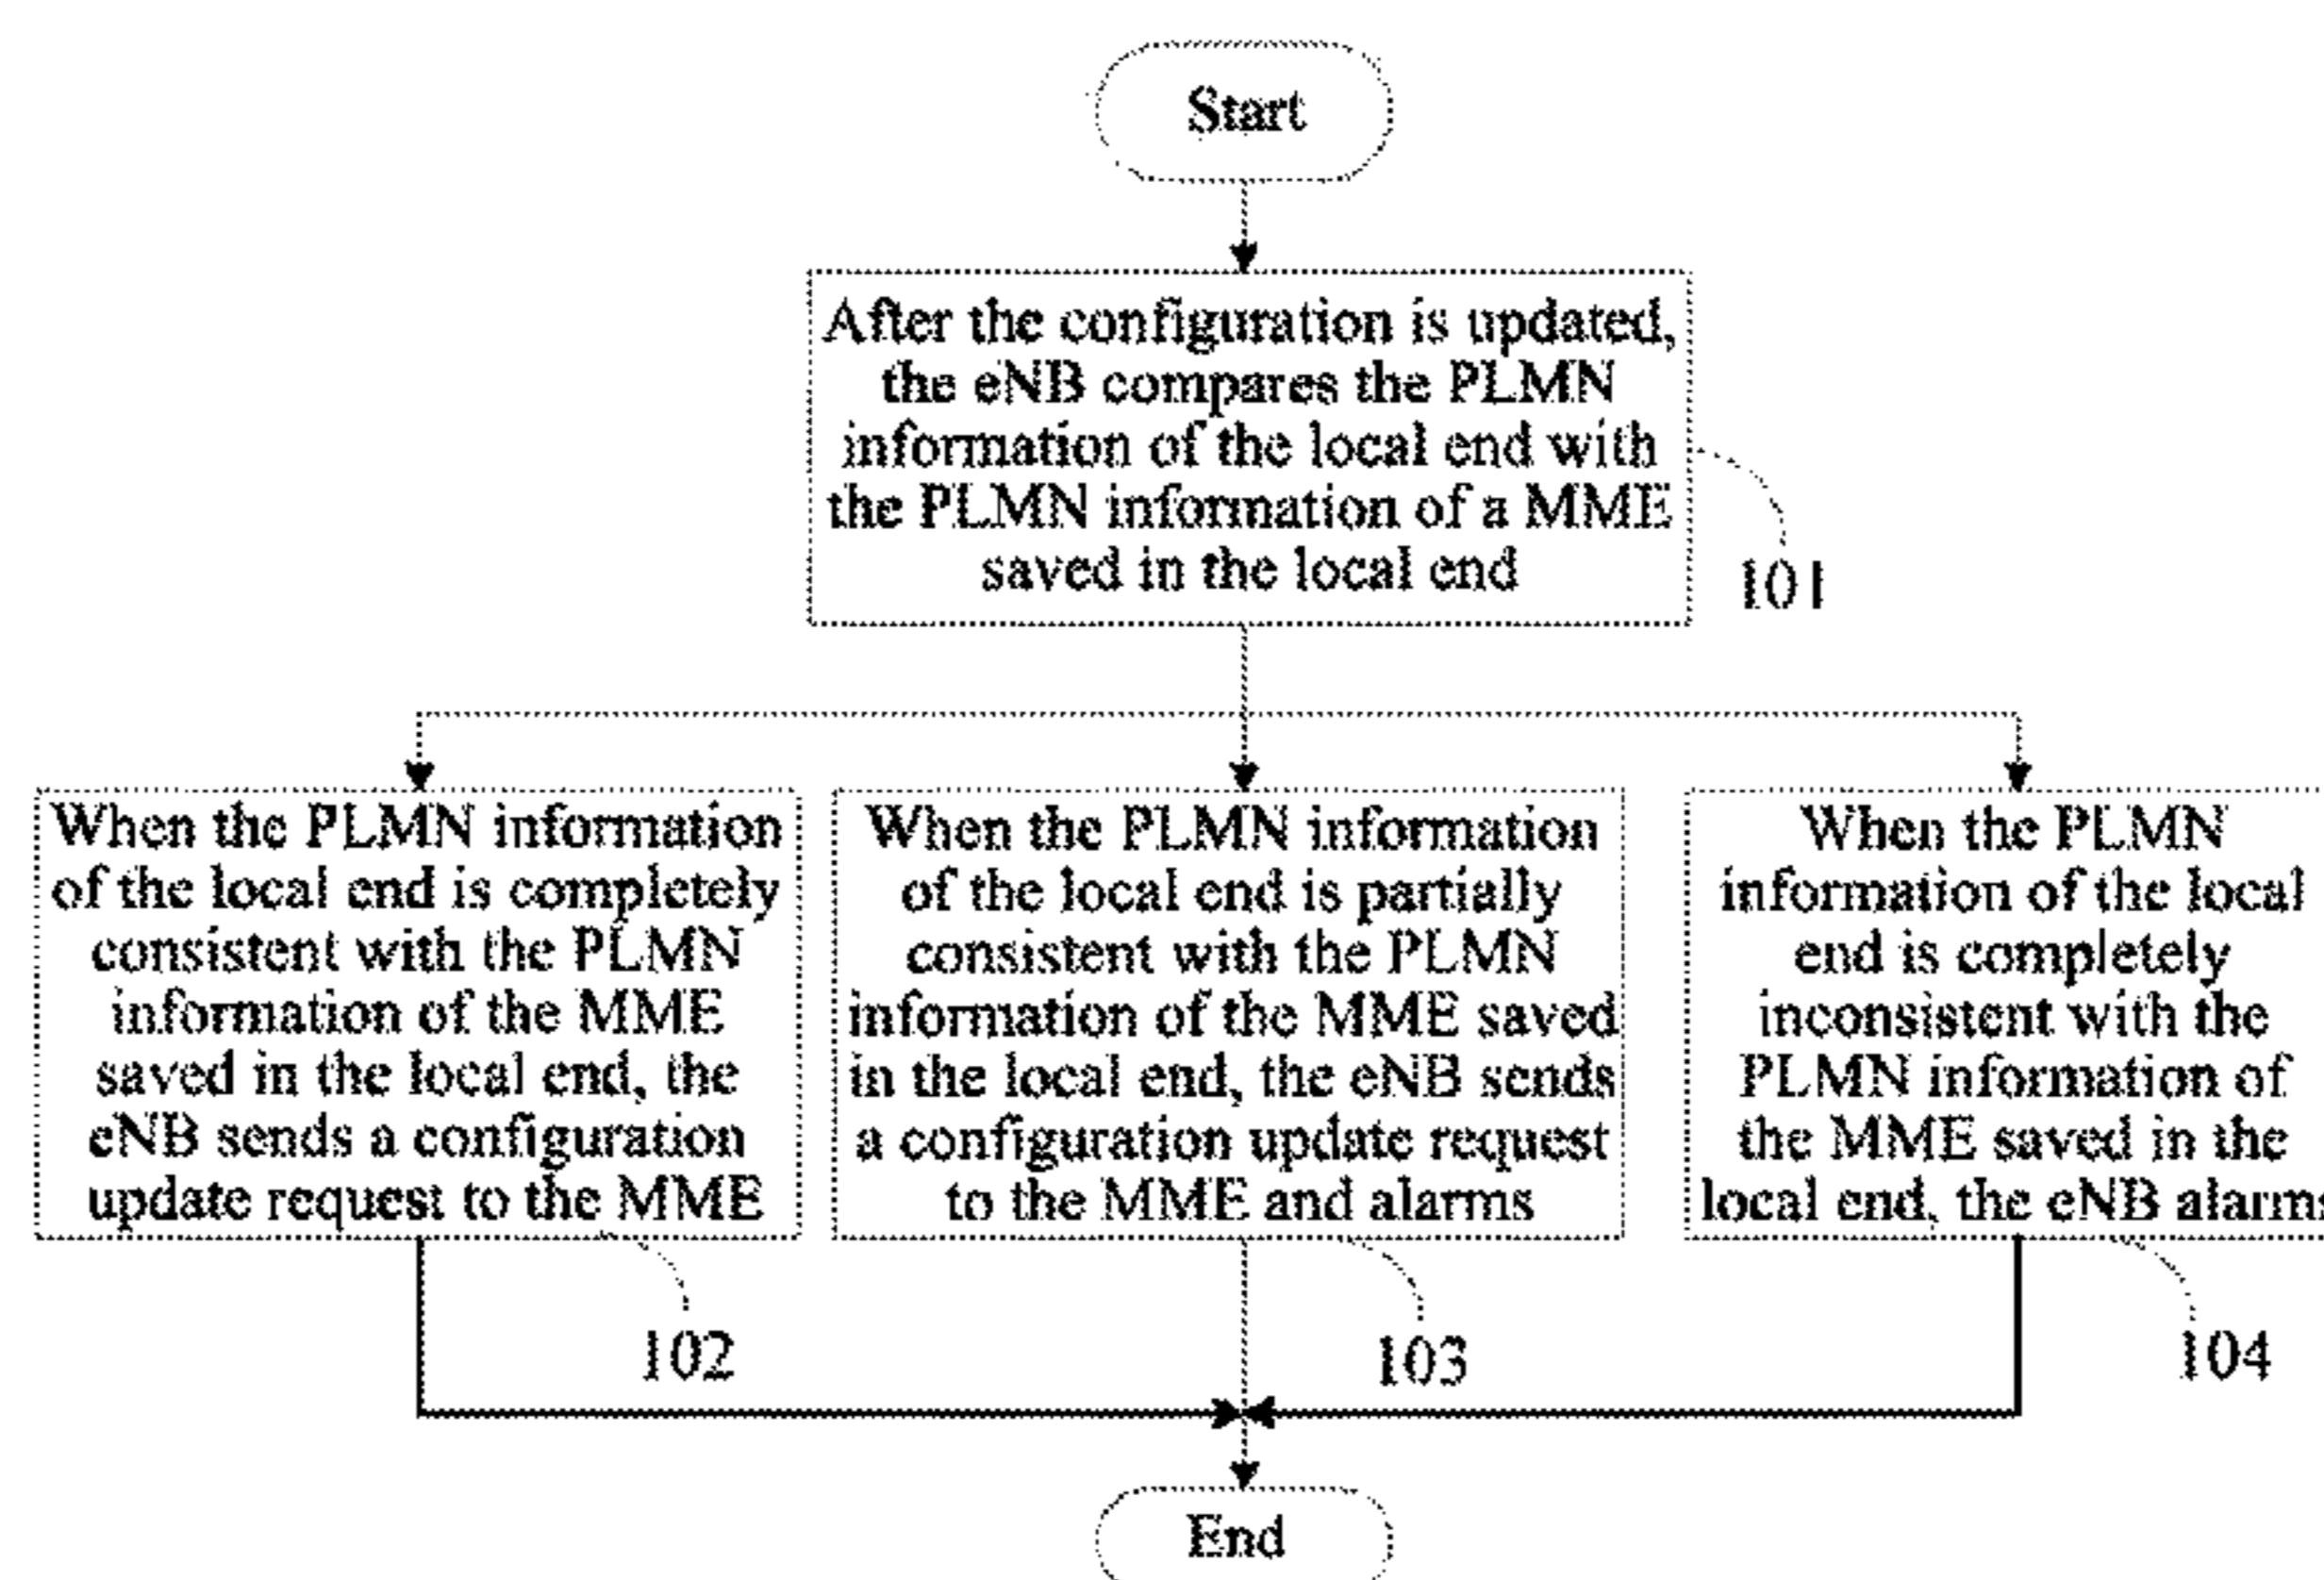 Start
After the configuration is updated,
the eNB compares the PLMN
information of the local end with
the PLMN information of a MME
saved in the local end
101
When the PLMN information
of the local end is completely
consistent with the PLMN
information of the MME
saved in the local end, the
eNB sends a configuration
update request to the MME
102
When the PLMN information
of the local end is partially
consistent with the PLMN
information of the MME saved
in the local end, the eNB sends
a configuration update request
to the MME and alarms
103
When the PLMN
information of the local
end is completely
inconsistent with the
PLMN information of
the MME saved in the
local end, the eNB alarms
104
End